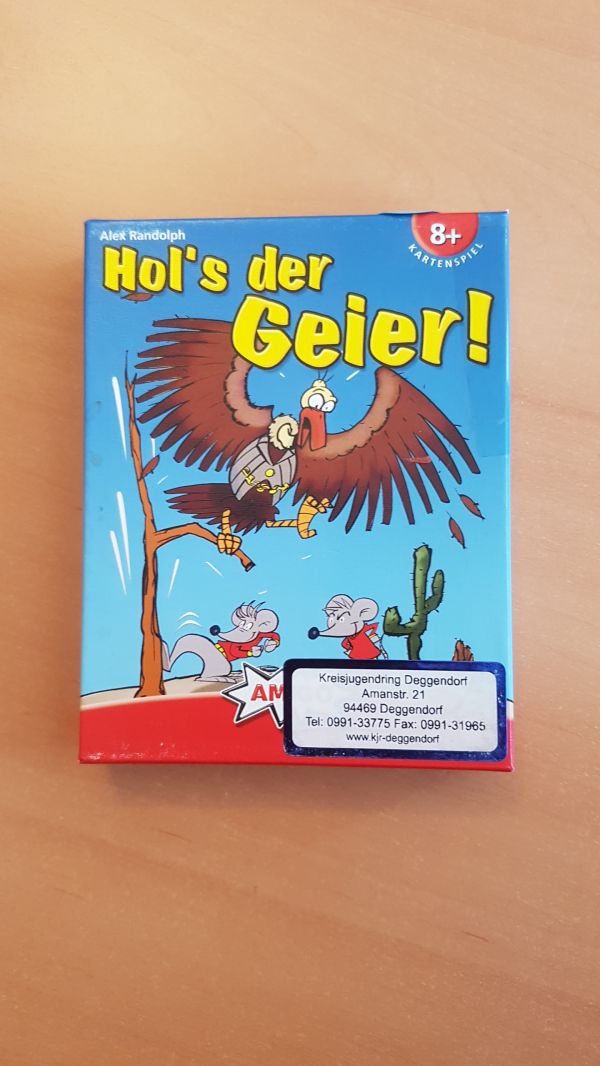 Alex Randolph
8+
KARTENSPIEL
Hol's der
Geier!
AM
Kreisjugendring Deggendorf
Amanstr. 21
94469 Deggendorf
Tel: 0991-33775 Fax: 0991-31965
www.kjr-deggendorf